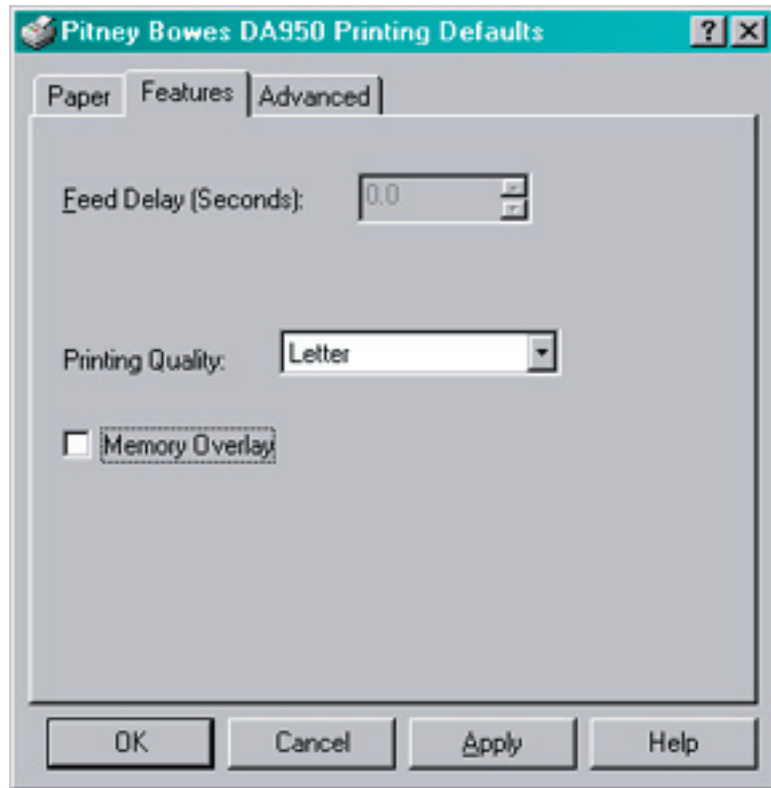 Pitney Bowes DA950 Printing Defaults
Paper Features Advanced
Feed Delay (Seconds): 0.0
Printing Quality: Letter
Memory Overlay
OK Cancel Apply Help